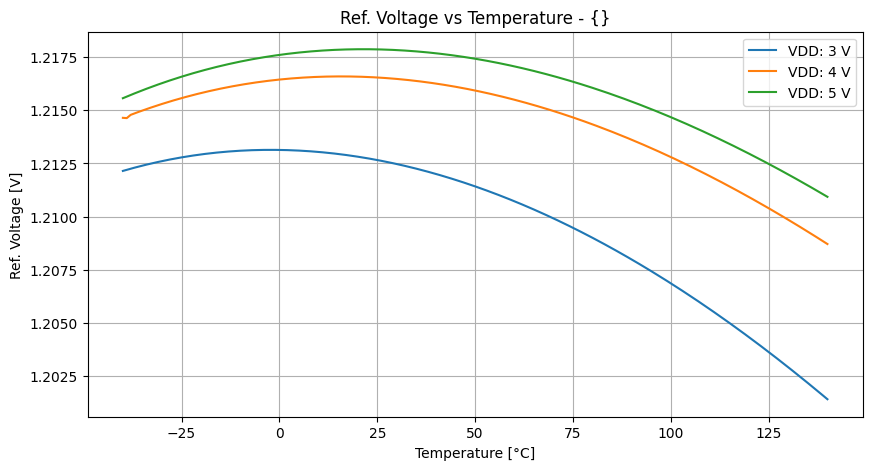 Ref. Voltage vs Temperature - {}
VDD: 3 V
VDD: 4 V
VDD: 5 V
Ref. Voltage [V]
1.2175
1.2150
1.2125
1.2100
1.2075
1.2050
1.2025
−25
0
25
50
75
100
125
Temperature [°C]